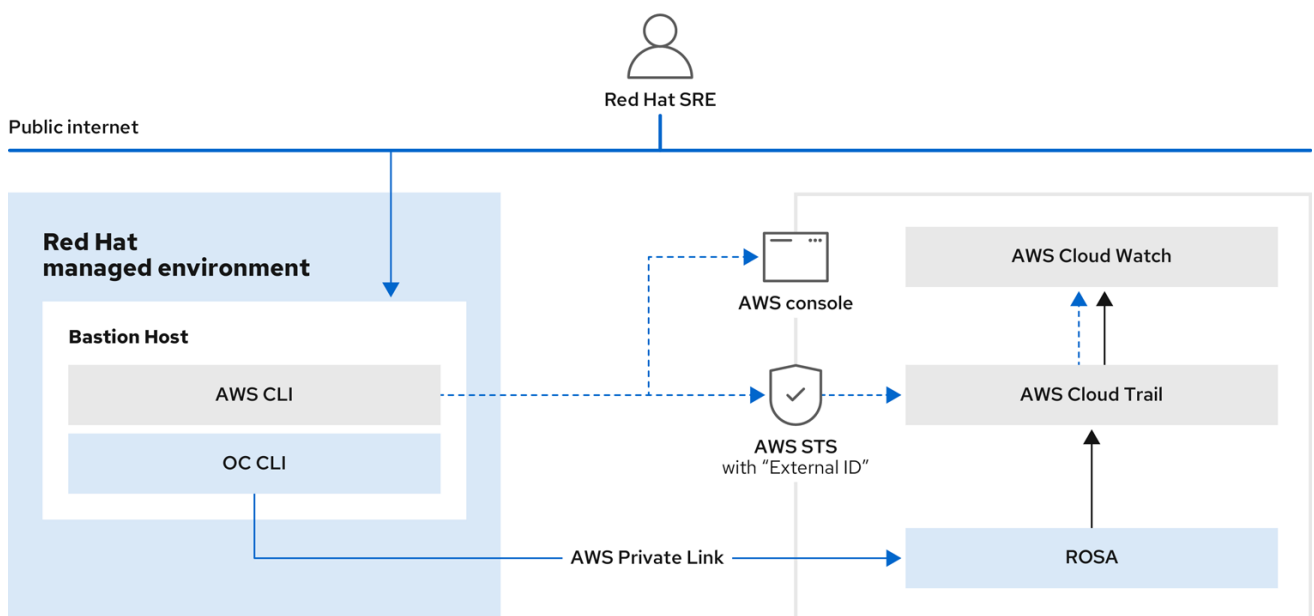 Red Hat SRE
Public internet
Red Hat
managed environment
Bastion Host
AWS CLI
OC CLI
AWS console
AWS STS
with “External ID”
AWS Private Link
AWS Cloud Watch
AWS Cloud Trail
ROSA